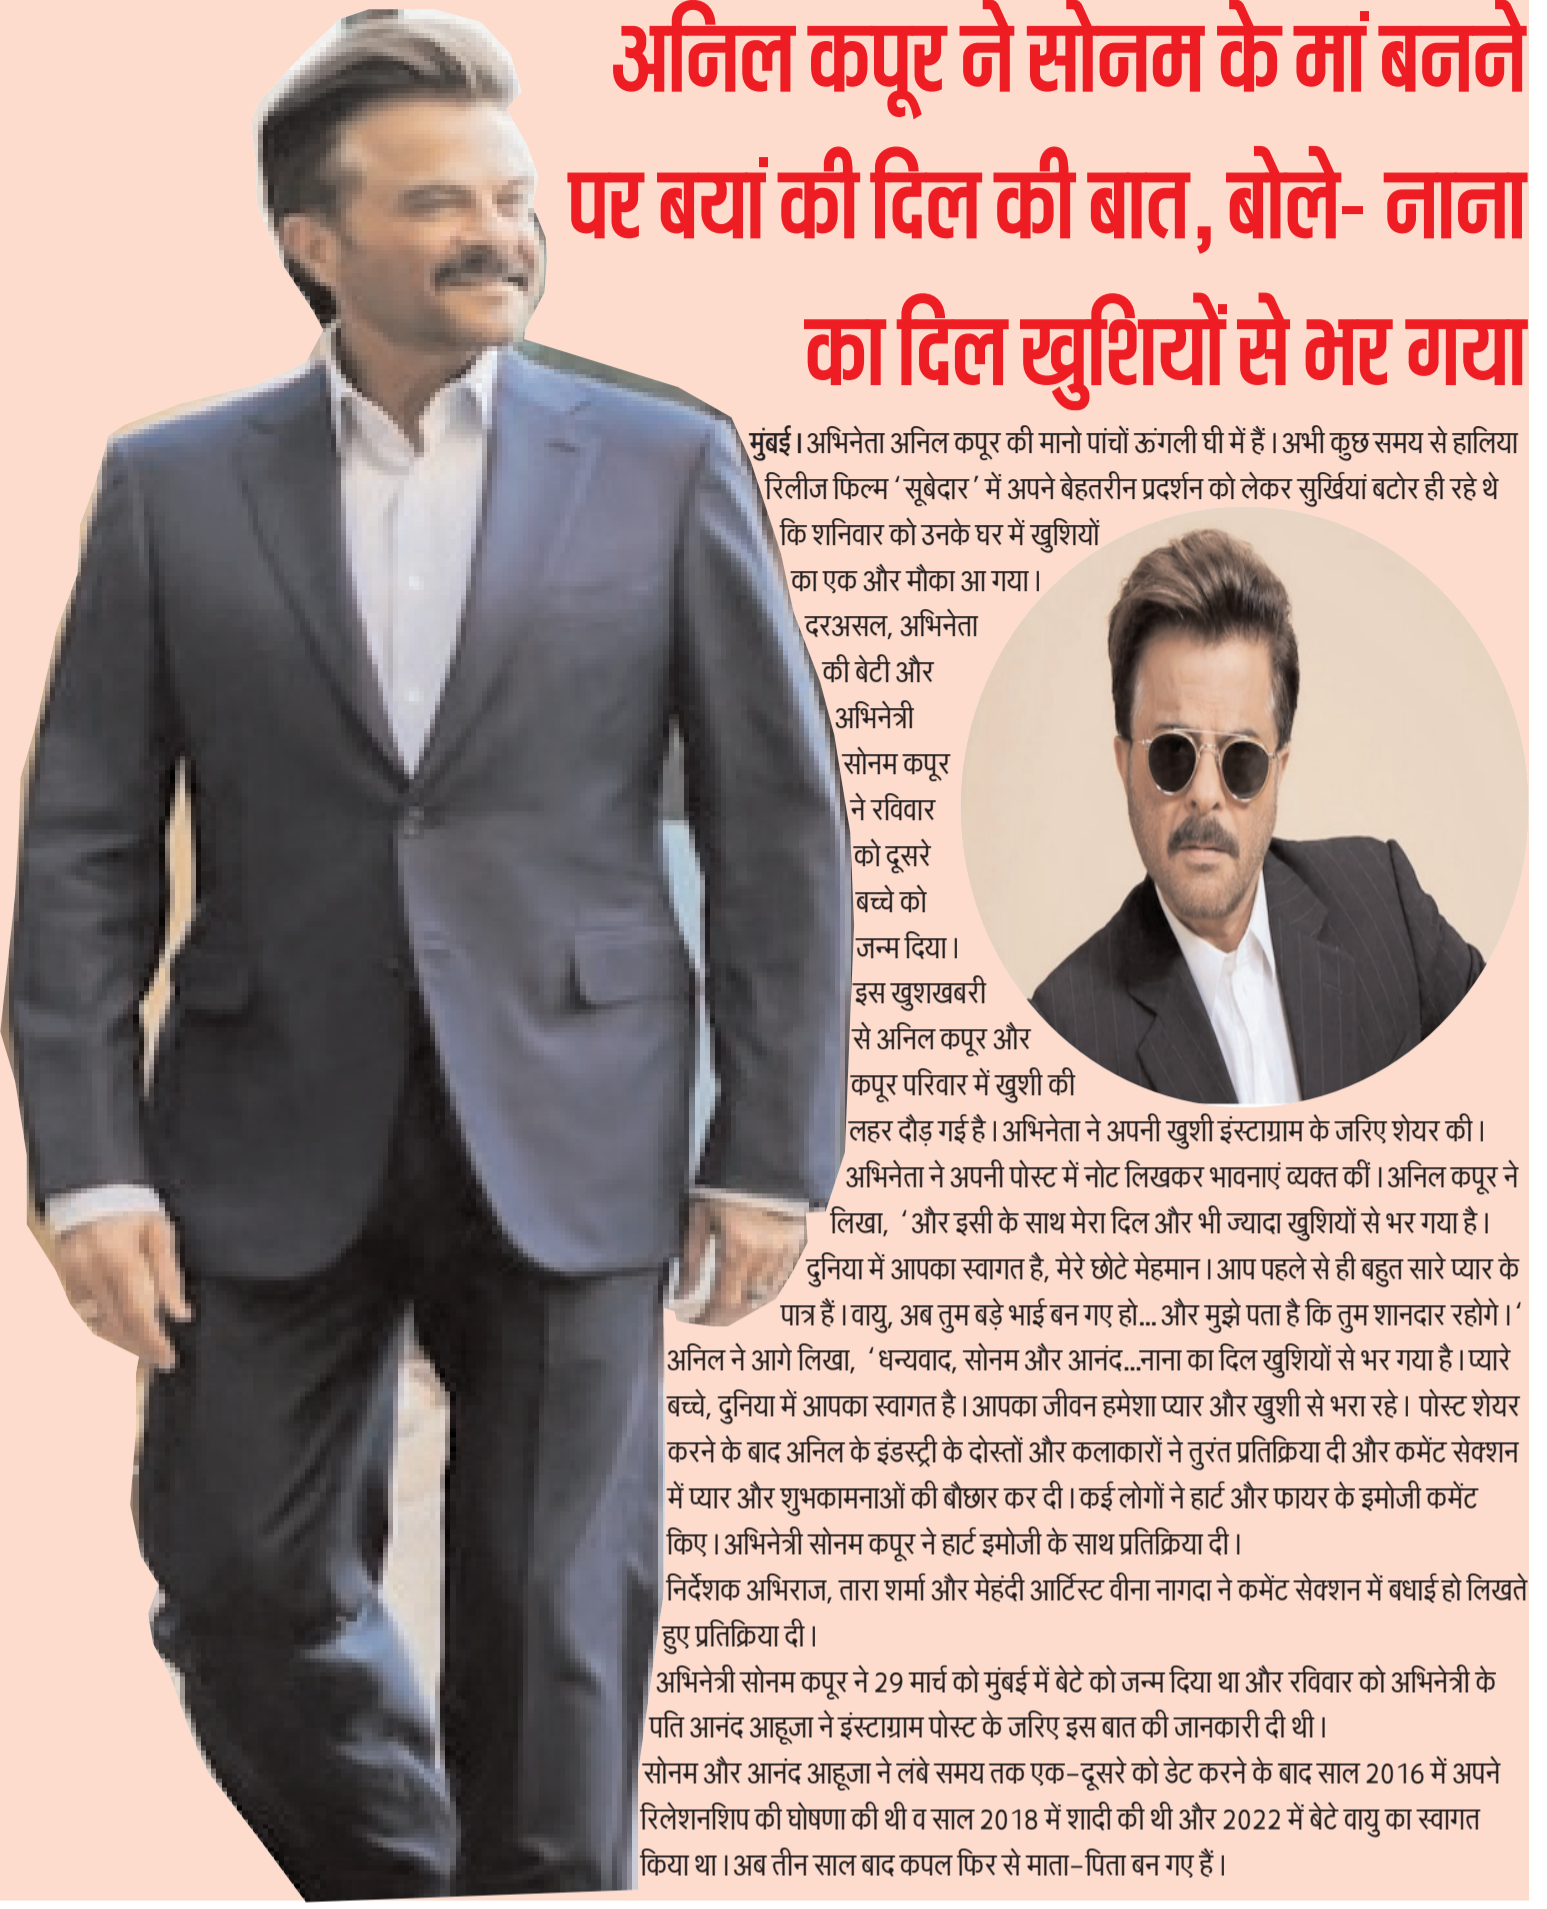 अनिल कपूर ने सोनम के मां बनने
पर बयां की दिल की बात, बोले- नाना
का दिल खुशियों से भर गया
मुंबई। अभिनेता अनिल कपूर की मानो पांचों ऊंगली घी में हैं। अभी कुछ समय से हालिया
रिलीज फिल्म ‘सूबेदार’ में अपने बेहतरीन प्रदर्शन को लेकर सुर्खियां बटोर ही रहे थे
कि शनिवार को उनके घर में खुशियों
का एक और मौका आ गया।
दरअसल, अभिनेता
की बेटी और
अभिनेत्री
सोनम कपूर
ने रविवार
को दूसरे
बच्चे को
जन्म दिया।
इस खुशखबरी
से अनिल कपूर और
कपूर परिवार में खुशी की
लहर दौड़ गई है। अभिनेता ने अपनी खुशी इंस्टाग्राम के जरिए शेयर की।
अभिनेता ने अपनी पोस्ट में नोट लिखकर भावनाएं व्यक्त कीं। अनिल कपूर ने
लिखा, ‘और इसी के साथ मेरा दिल और भी ज्यादा खुशियों से भर गया है।
दुनिया में आपका स्वागत है, मेरे छोटे मेहमान। आप पहले से ही बहुत सारे प्यार के
पात्र हैं। वायु, अब तुम बड़े भाई बन गए हो... और मुझे पता है कि तुम शानदार रहोगे।‘
अनिल ने आगे लिखा, ‘धन्यवाद, सोनम और आनंद...नाना का दिल खुशियों से भर गया है। प्यारे
बच्चे, दुनिया में आपका स्वागत है। आपका जीवन हमेशा प्यार और खुशी से भरा रहे। पोस्ट शेयर
करने के बाद अनिल के इंडस्ट्री के दोस्तों और कलाकारों ने तुरंत प्रतिक्रिया दी और कमेंट सेक्शन
में प्यार और शुभकामनाओं की बौछार कर दी। कई लोगों ने हार्ट और फायर के इमोजी कमेंट
किए। अभिनेत्री सोनम कपूर ने हार्ट इमोजी के साथ प्रतिक्रिया दी।
निर्देशक अभिराज, तारा शर्मा और मेहंदी आर्टिस्ट वीना नागदा ने कमेंट सेक्शन में बधाई हो लिखते
हुए प्रतिक्रिया दी।
अभिनेत्री सोनम कपूर ने 29 मार्च को मुंबई में बेटे को जन्म दिया था और रविवार को अभिनेत्री के
पति आनंद आहूजा ने इंस्टाग्राम पोस्ट के जरिए इस बात की जानकारी दी थी।
सोनम और आनंद आहूजा ने लंबे समय तक एक-दूसरे को डेट करने के बाद साल 2016 में अपने
रिलेशनशिप की घोषणा की थी व साल 2018 में शादी की थी और 2022 में बेटे वायु का स्वागत
किया था। अब तीन साल बाद कपल फिर से माता-पिता बन गए हैं।